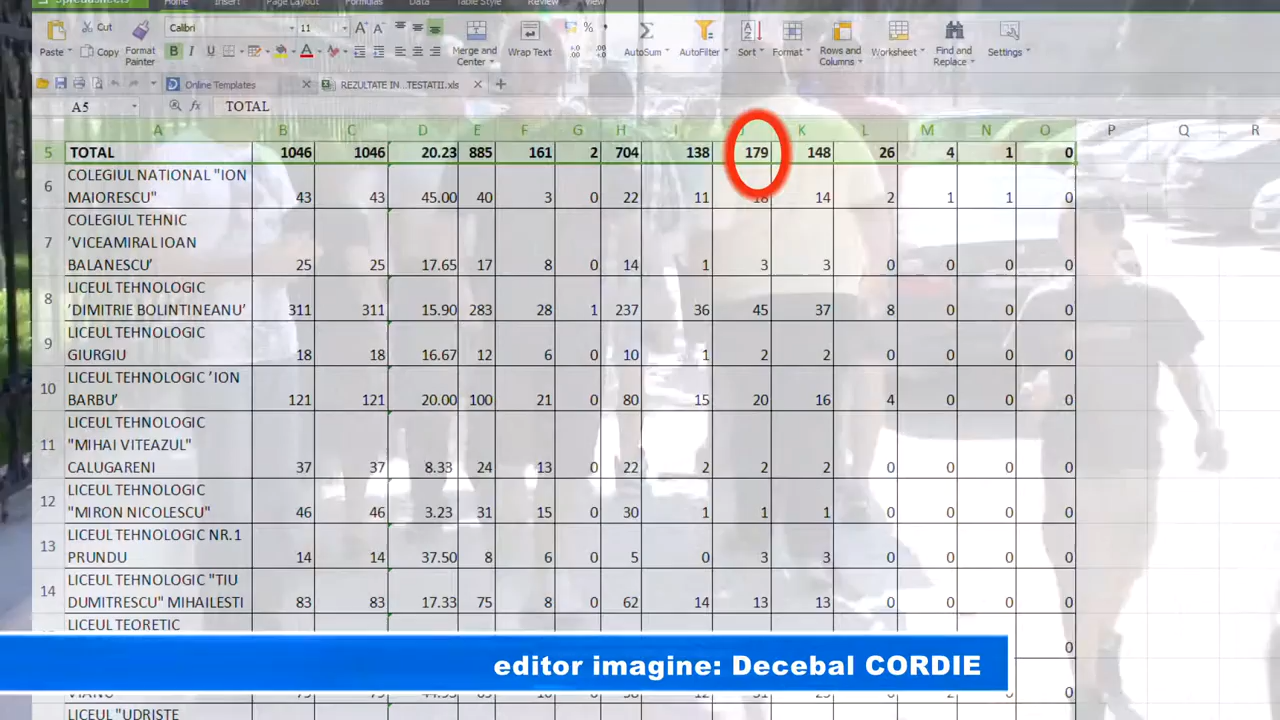 Spreadsheets Home Insert Page Layout Formulas Data Table Style Review View
Cut Calibri 11 %
Paste Copy Format Painter B I U A Merge and Center Wrap Text AutoSum AutoFilter Sort Format Rows and Columns Worksheet Find and Replace Settings
Online Templates REZULTATE IN...TESTATII.xls
A5 fx TOTAL
A B C D E F G H I J K L M N O P Q R
5 TOTAL 1046 1046 20.23 885 161 2 704 138 179 148 26 4 1 0
COLEGIUL NATIONAL "ION
6 MAIORESCU" 43 43 45.00 40 3 0 22 11 18 14 2 1 1 0
COLEGIUL TEHNIC
7 'VICEAMIRAL IOAN
BALANESCU' 25 25 17.65 17 8 0 14 1 3 3 0 0 0 0
LICEUL TEHNOLOGIC
8 'DIMITRIE BOLINTINEANU' 311 311 15.90 283 28 1 237 36 45 37 8 0 0 0
LICEUL TEHNOLOGIC
9 GIURGIU 18 18 16.67 12 6 0 10 1 2 2 0 0 0 0
LICEUL TEHNOLOGIC 'ION
10 BARBU' 121 121 20.00 100 21 0 80 15 20 16 4 0 0 0
LICEUL TEHNOLOGIC
11 "MIHAI VITEAZUL"
CALUGARENI 37 37 8.33 24 13 0 22 2 2 2 0 0 0 0
LICEUL TEHNOLOGIC
12 "MIRON NICOLESCU" 46 46 3.23 31 15 0 30 1 1 1 0 0 0 0
LICEUL TEHNOLOGIC NR.1
13 PRUNDU 14 14 37.50 8 6 0 5 0 3 3 0 0 0 0
LICEUL TEHNOLOGIC "TIU
14 DUMITRESCU" MIHAILESTI 83 83 17.33 75 8 0 62 14 13 13 0 0 0 0
LICEUL TEORETIC
0
editor imagine: Decebal CORDIE
0
LICEUL "UDRISTE